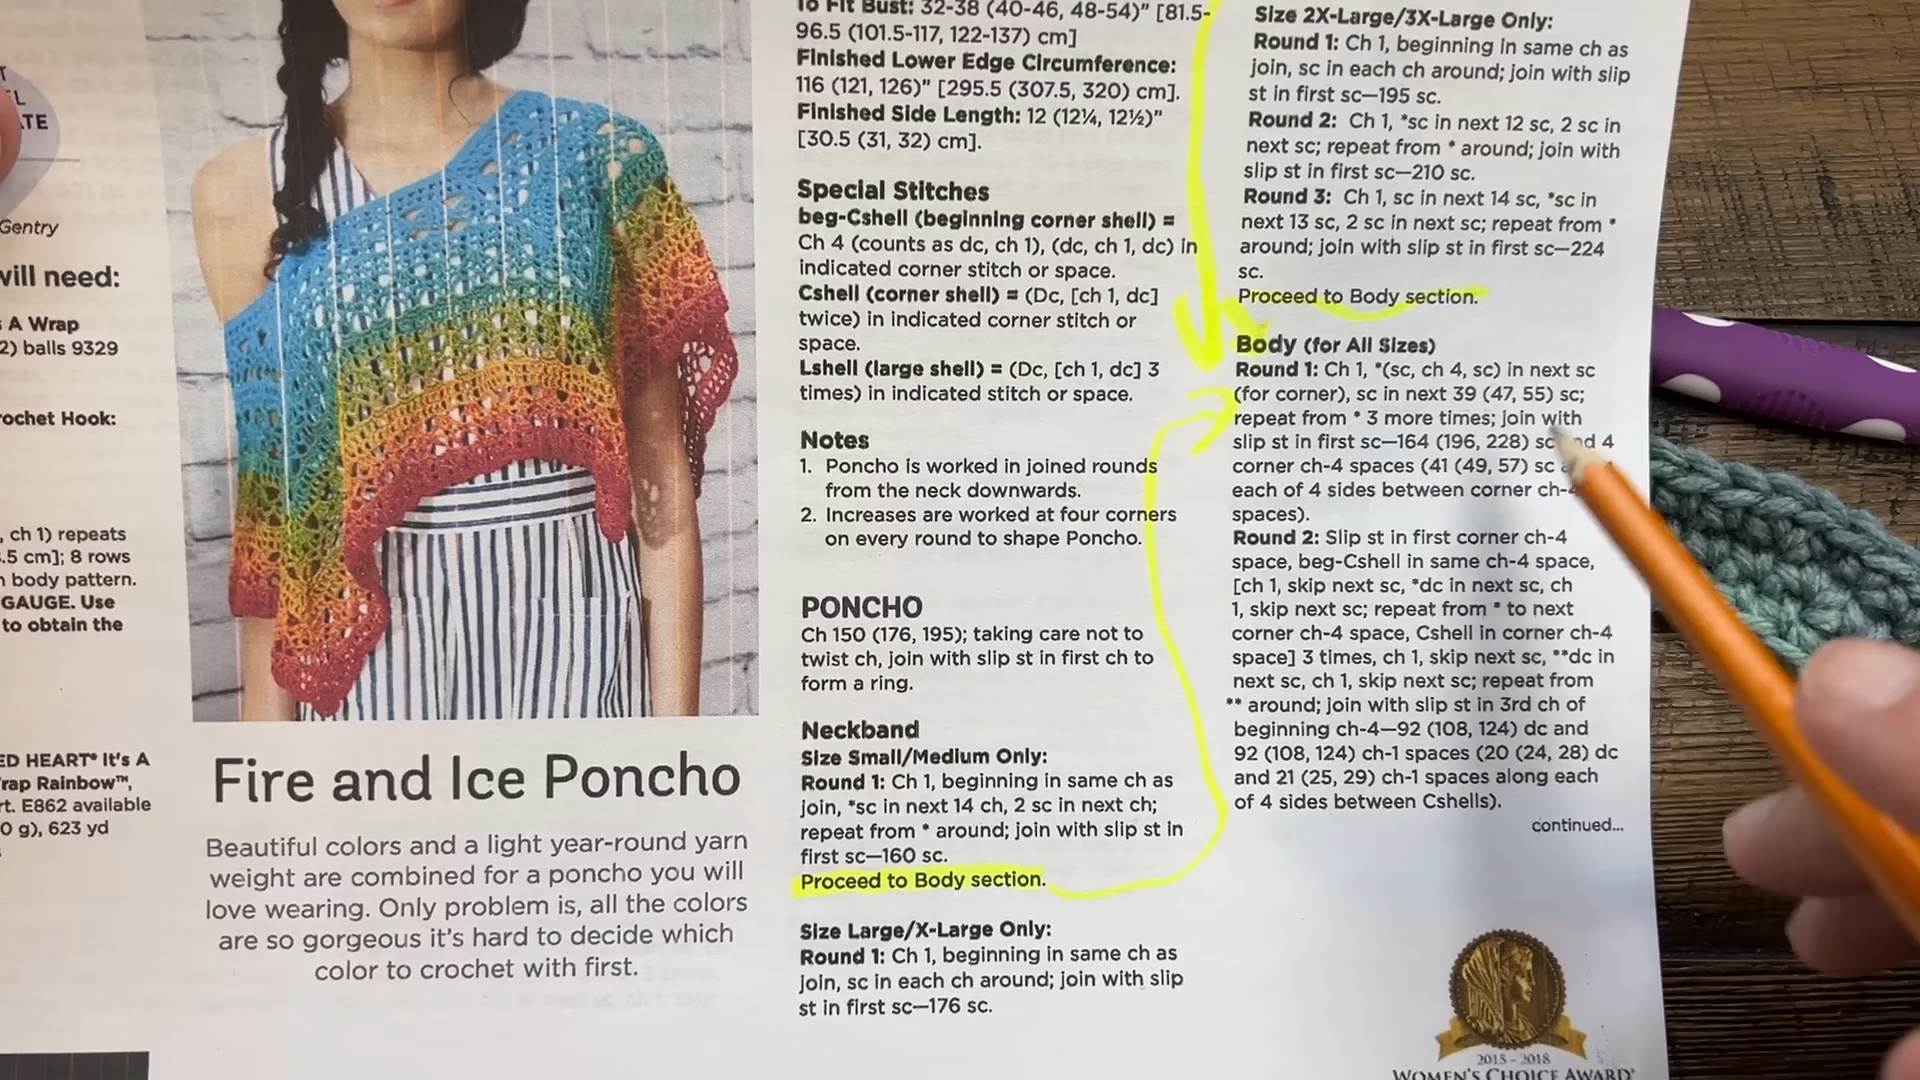 T
L
TE
Gentry
will need:
A Wrap
2) balls 9329
ochet Hook:
, ch 1) repeats
.5 cm]; 8 rows
body pattern.
GAUGE. Use
to obtain the
ED HEART® It's A
rap Rainbow™,
rt. E862 available
0 g), 623 yd
Fire and Ice Poncho
Beautiful colors and a light year-round yarn
weight are combined for a poncho you will
love wearing. Only problem is, all the colors
are so gorgeous it's hard to decide which
color to crochet with first.
To Fit Bust: 32-38 (40-46, 48-54)" [81.5-
96.5 (101.5-117, 122-137) cm]
Finished Lower Edge Circumference:
116 (121, 126)" [295.5 (307.5, 320) cm].
Finished Side Length: 12 (12¼, 12½)"
[30.5 (31, 32) cm].
Special Stitches
beg-Cshell (beginning corner shell) =
Ch 4 (counts as dc, ch 1), (dc, ch 1, dc) in
indicated corner stitch or space.
Cshell (corner shell) = (Dc, [ch 1, dc]
twice) in indicated corner stitch or
space.
Lshell (large shell) = (Dc, [ch 1, dc] 3
times) in indicated stitch or space.
Notes
1. Poncho is worked in joined rounds
from the neck downwards.
2. Increases are worked at four corners
on every round to shape Poncho.
PONCHO
Ch 150 (176, 195); taking care not to
twist ch, join with slip st in first ch to
form a ring.
Neckband
Size Small/Medium Only:
Round 1: Ch 1, beginning in same ch as
join, *sc in next 14 ch, 2 sc in next ch;
repeat from * around; join with slip st in
first sc—160 sc.
Proceed to Body section.
Size Large/X-Large Only:
Round 1: Ch 1, beginning in same ch as
join, sc in each ch around; join with slip
st in first sc—176 sc.
Size 2X-Large/3X-Large Only:
Round 1: Ch 1, beginning in same ch as
join, sc in each ch around; join with slip
st in first sc—195 sc.
Round 2: Ch 1, *sc in next 12 sc, 2 sc in
next sc; repeat from * around; join with
slip st in first sc—210 sc.
Round 3: Ch 1, sc in next 14 sc, *sc in
next 13 sc, 2 sc in next sc; repeat from *
around; join with slip st in first sc—224
sc.
Proceed to Body section.
Body (for All Sizes)
Round 1: Ch 1, *(sc, ch 4, sc) in next sc
(for corner), sc in next 39 (47, 55) sc;
repeat from * 3 more times; join with
slip st in first sc—164 (196, 228) sc nd 4
corner ch-4 spaces (41 (49, 57) sc
each of 4 sides between corner ch-4
spaces).
Round 2: Slip st in first corner ch-4
space, beg-Cshell in same ch-4 space,
[ch 1, skip next sc, *dc in next sc, ch
1, skip next sc; repeat from * to next
corner ch-4 space, Cshell in corner ch-4
space] 3 times, ch 1, skip next sc, **dc in
next sc, ch 1, skip next sc; repeat from
** around; join with slip st in 3rd ch of
beginning ch-4—92 (108, 124) dc and
92 (108, 124) ch-1 spaces (20 (24, 28) dc
and 21 (25, 29) ch-1 spaces along each
of 4 sides between Cshells).
continued...
2015 - 2018
WOMEN'S CHOICE AWARD®